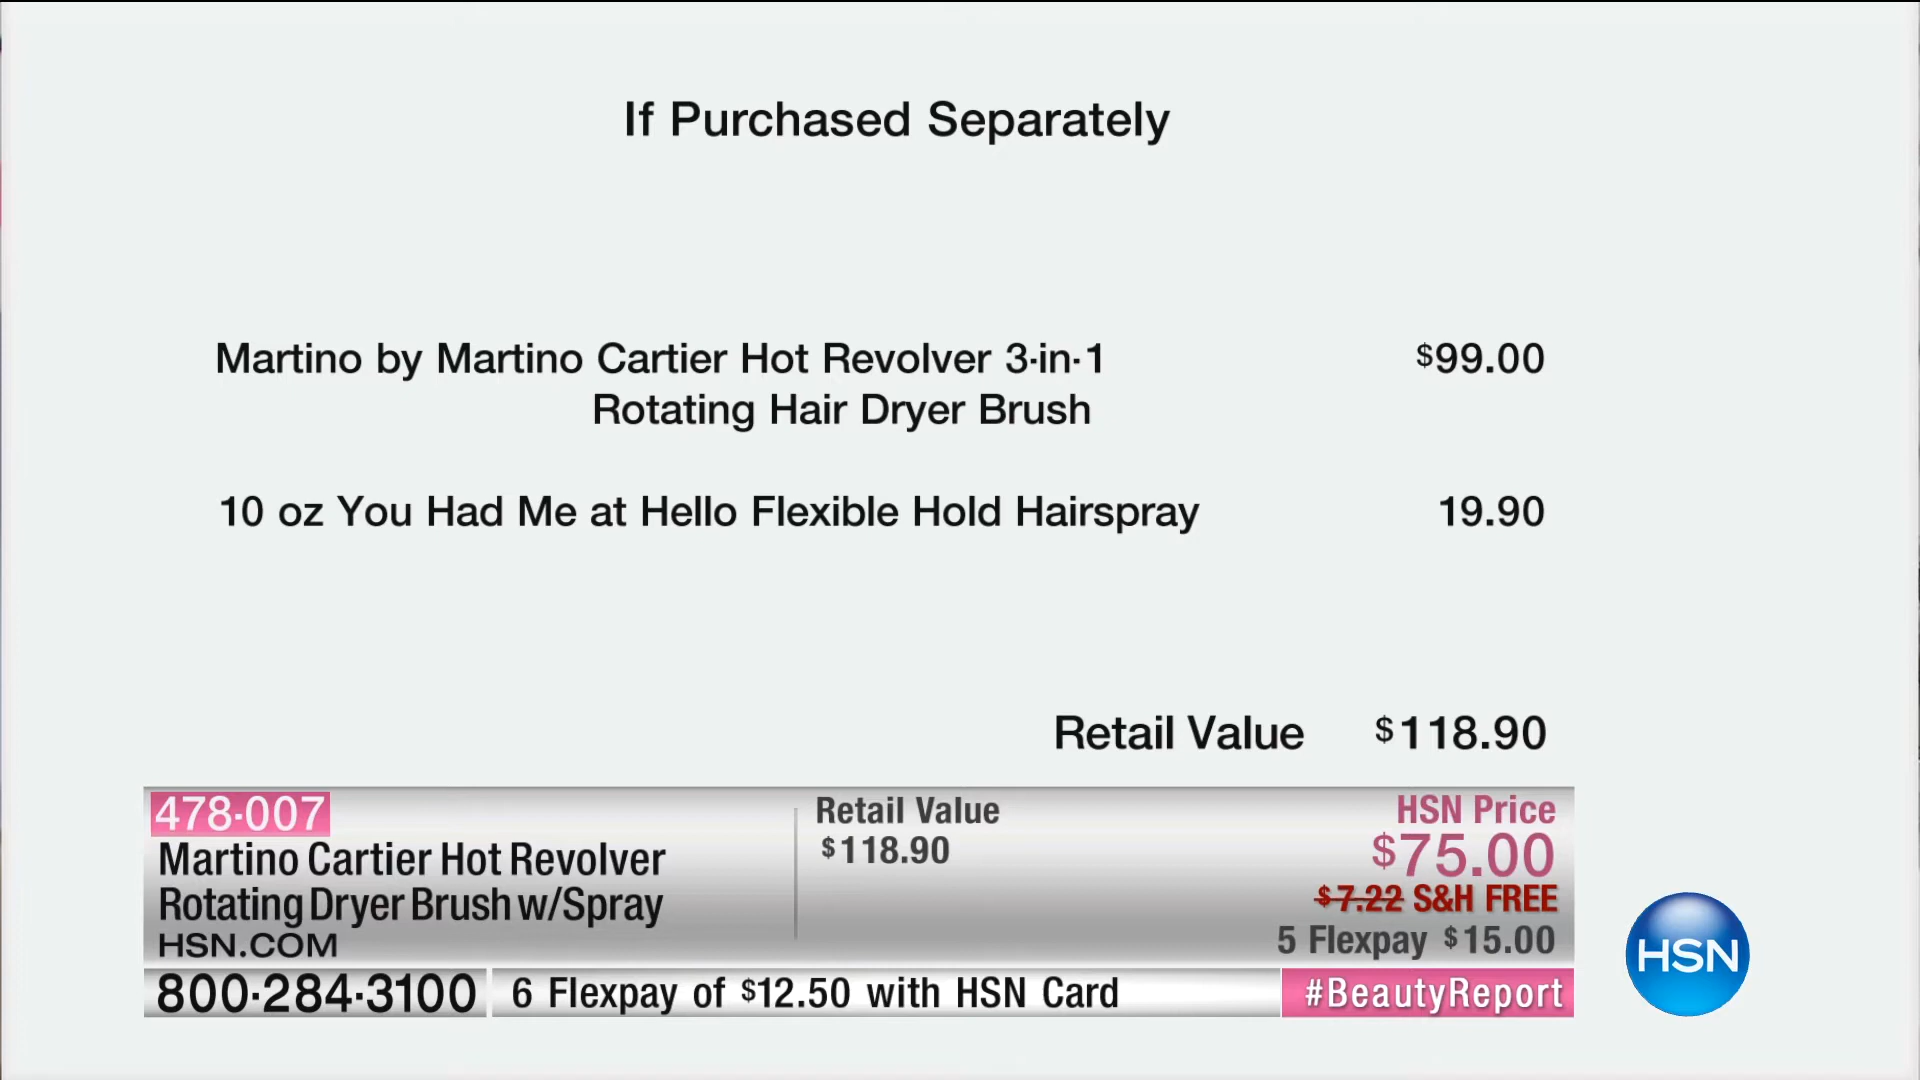 If Purchased Separately
Martino by Martino Cartier Hot Revolver 3-in-1 $99.00
Rotating Hair Dryer Brush
10 oz You Had Me at Hello Flexible Hold Hairspray 19.90
Retail Value $118.90
478-007
Martino Cartier Hot Revolver
Rotating Dryer Brush w/Spray
HSN.COM
Retail Value
$118.90
HSN Price
$75.00
$7.22 S&H FREE
5 Flexpay $15.00
800-284-3100
6 Flexpay of $12.50 with HSN Card
#BeautyReport
HSN